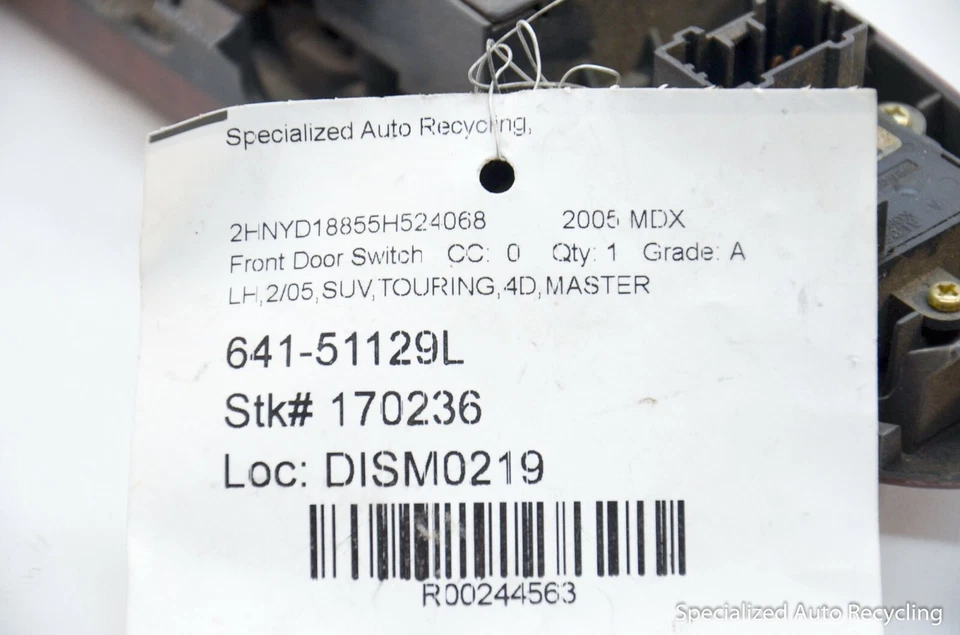 Specialized Auto Recycling,
2HNYD18855H524068 2005 MDX
Front Door Switch CC: 0 Qty: 1 Grade: A
LH,2/05,SUV,TOURING,4D,MASTER
641-51129L
Stk# 170236
Loc: DISM0219
R00244563
Specialized Auto Recycling